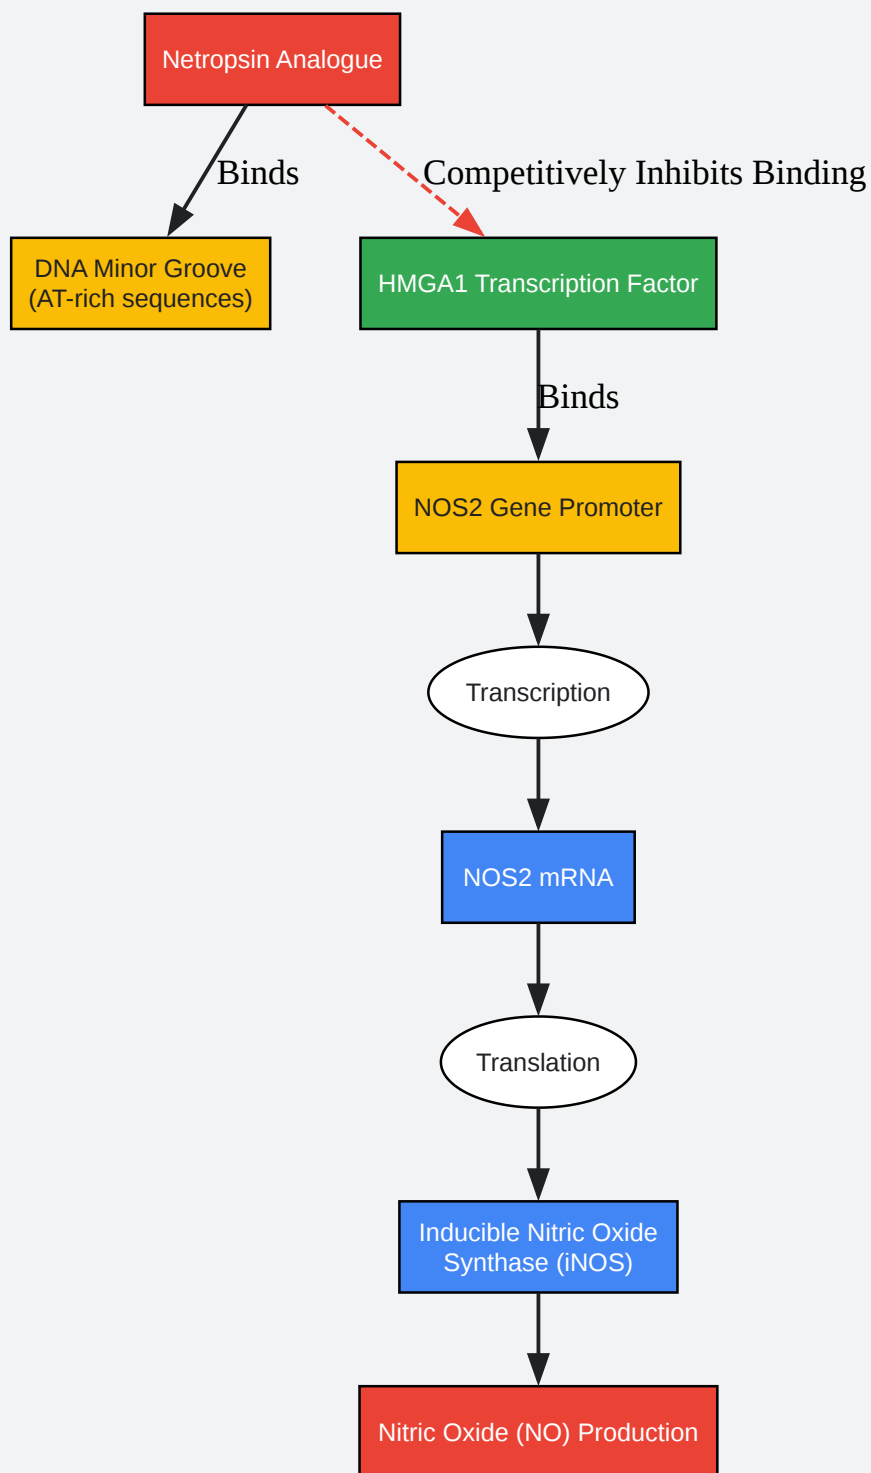 Netropsin Analogue
Binds
Competitively Inhibits Binding
DNA Minor Groove
(AT-rich sequences)
HMGA1 Transcription Factor
Binds
NOS2 Gene Promoter
Transcription
NOS2 mRNA
Translation
Inducible Nitric Oxide
Synthase (iNOS)
Nitric Oxide (NO) Production